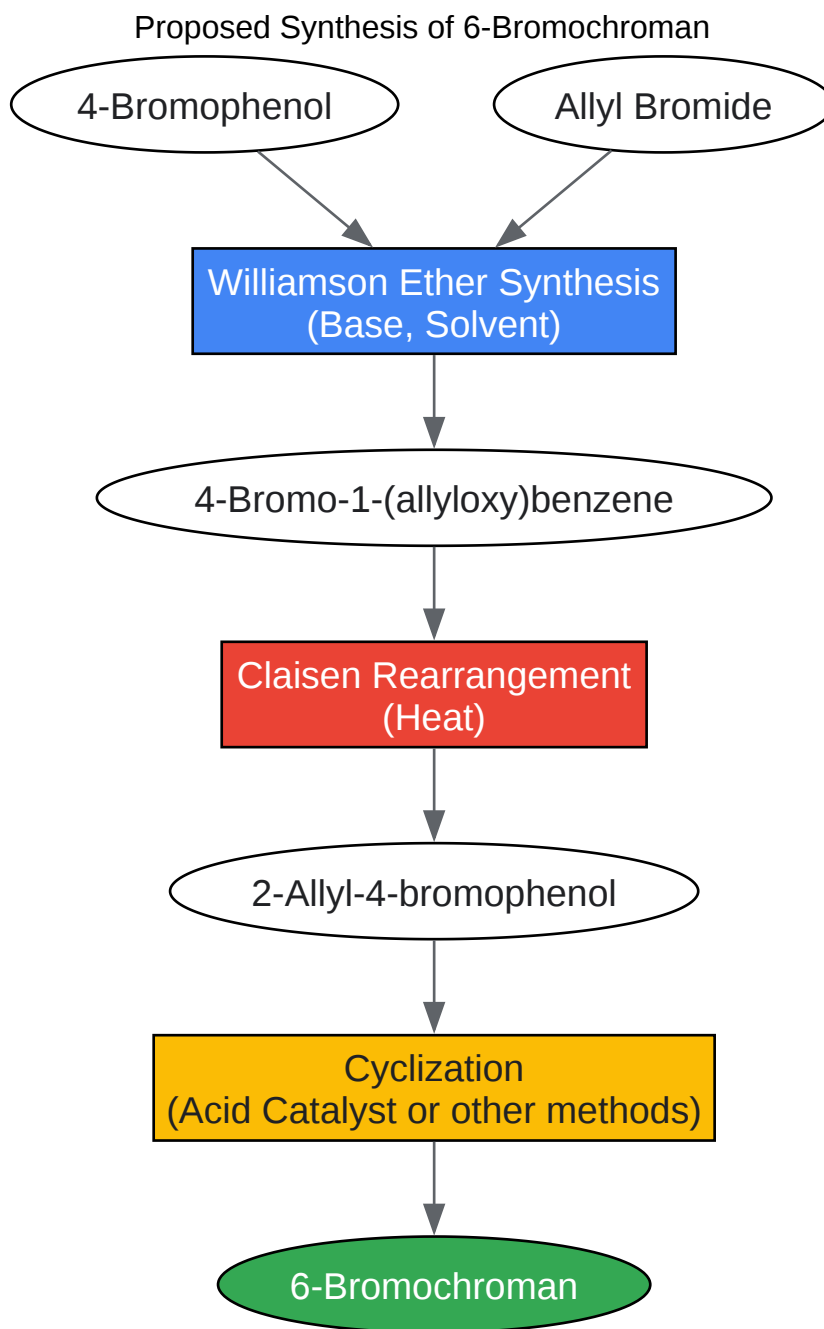 Proposed Synthesis of 6-Bromochroman
4-Bromophenol
Allyl Bromide
Williamson Ether Synthesis
(Base, Solvent)
4-Bromo-1-(allyloxy)benzene
Claisen Rearrangement
(Heat)
2-Allyl-4-bromophenol
Cyclization
(Acid Catalyst or other methods)
6-Bromochroman